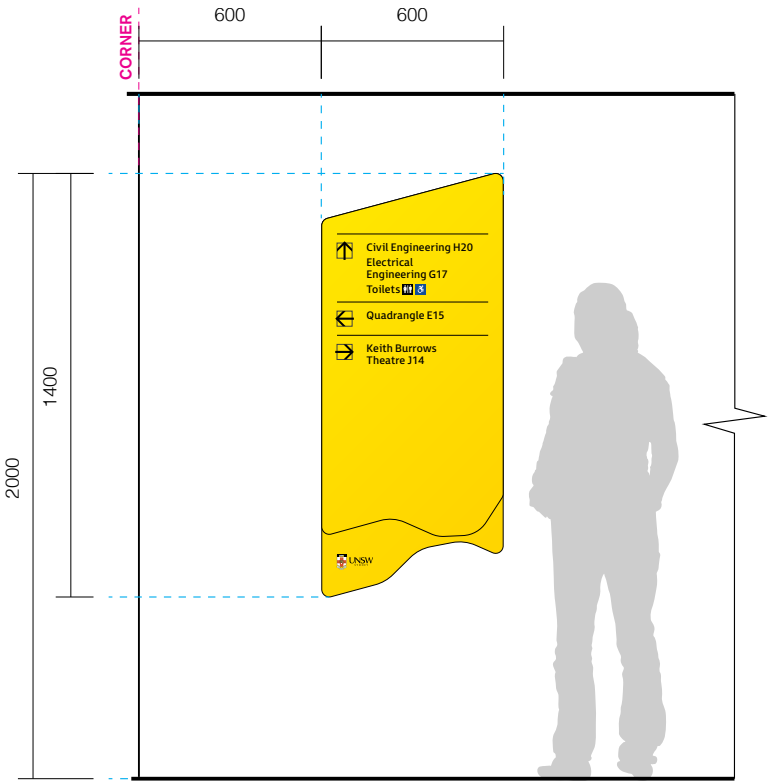 600
600
CORNER
1400
2000
Civil Engineering H20
Electrical
Engineering G17
Toilets
Quadrangle E15
Keith Burrows
Theatre J14
UNSW